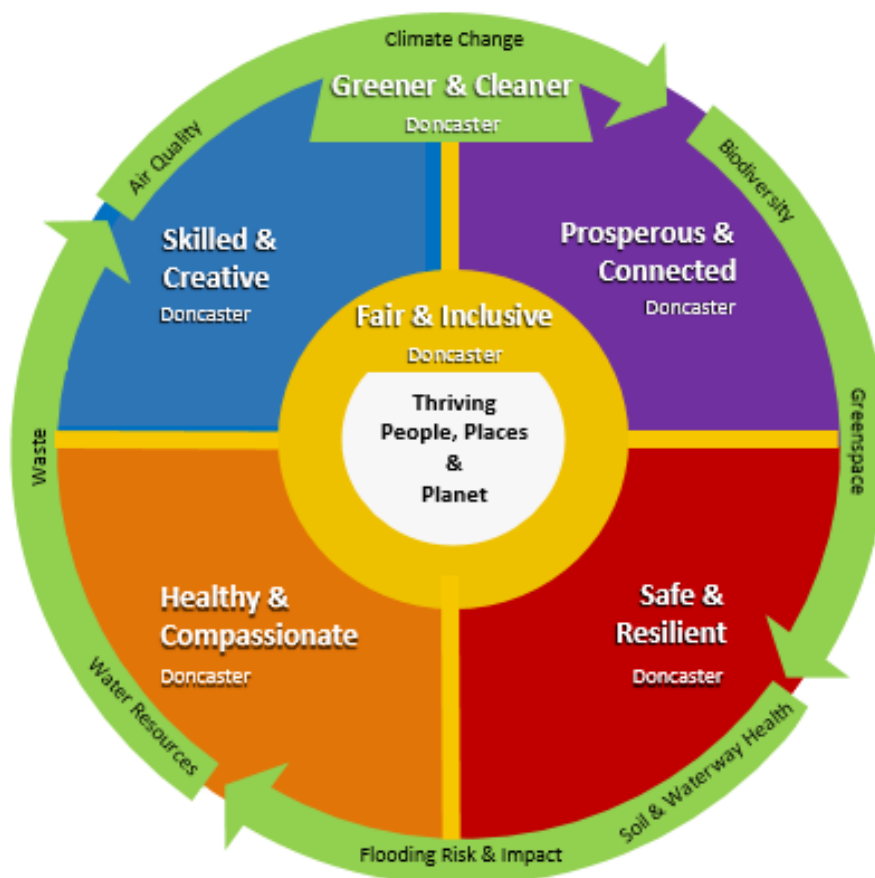 Climate Change
Greener & Cleaner
Doncaster
Air Quality
Biodiversity
Skilled &
Creative
Doncaster
Prosperous &
Connected
Doncaster
Fair & Inclusive
Doncaster
Thriving
People, Places
&
Planet
Waste
Greenspace
Healthy &
Compassionate
Doncaster
Safe &
Resilient
Doncaster
Water Resources
Soil & Waterway Health
Flooding Risk & Impact